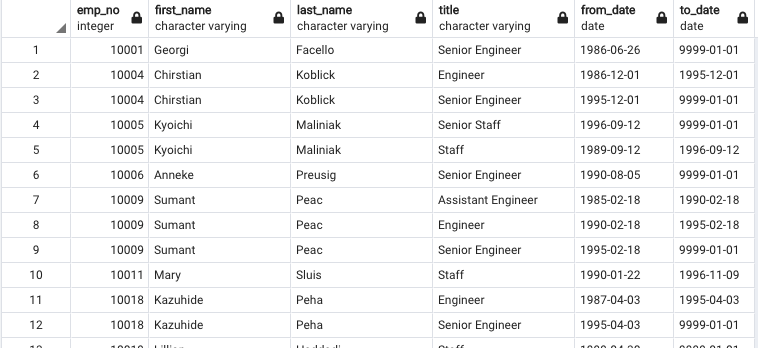 emp_no first_name last_name title from_date to_date
integer character varying character varying character varying date date
1 10001 Georgi Facello Senior Engineer 1986-06-26 9999-01-01
2 10004 Chirstian Koblick Engineer 1986-12-01 1995-12-01
3 10004 Chirstian Koblick Senior Engineer 1995-12-01 9999-01-01
4 10005 Kyoichi Maliniak Senior Staff 1996-09-12 9999-01-01
5 10005 Kyoichi Maliniak Staff 1989-09-12 1996-09-12
6 10006 Anneke Preusig Senior Engineer 1990-08-05 9999-01-01
7 10009 Sumant Peac Assistant Engineer 1985-02-18 1990-02-18
8 10009 Sumant Peac Engineer 1990-02-18 1995-02-18
9 10009 Sumant Peac Senior Engineer 1995-02-18 9999-01-01
10 10011 Mary Sluis Staff 1990-01-22 1996-11-09
11 10018 Kazuhide Peha Engineer 1987-04-03 1995-04-03
12 10018 Kazuhide Peha Senior Engineer 1995-04-03 9999-01-01